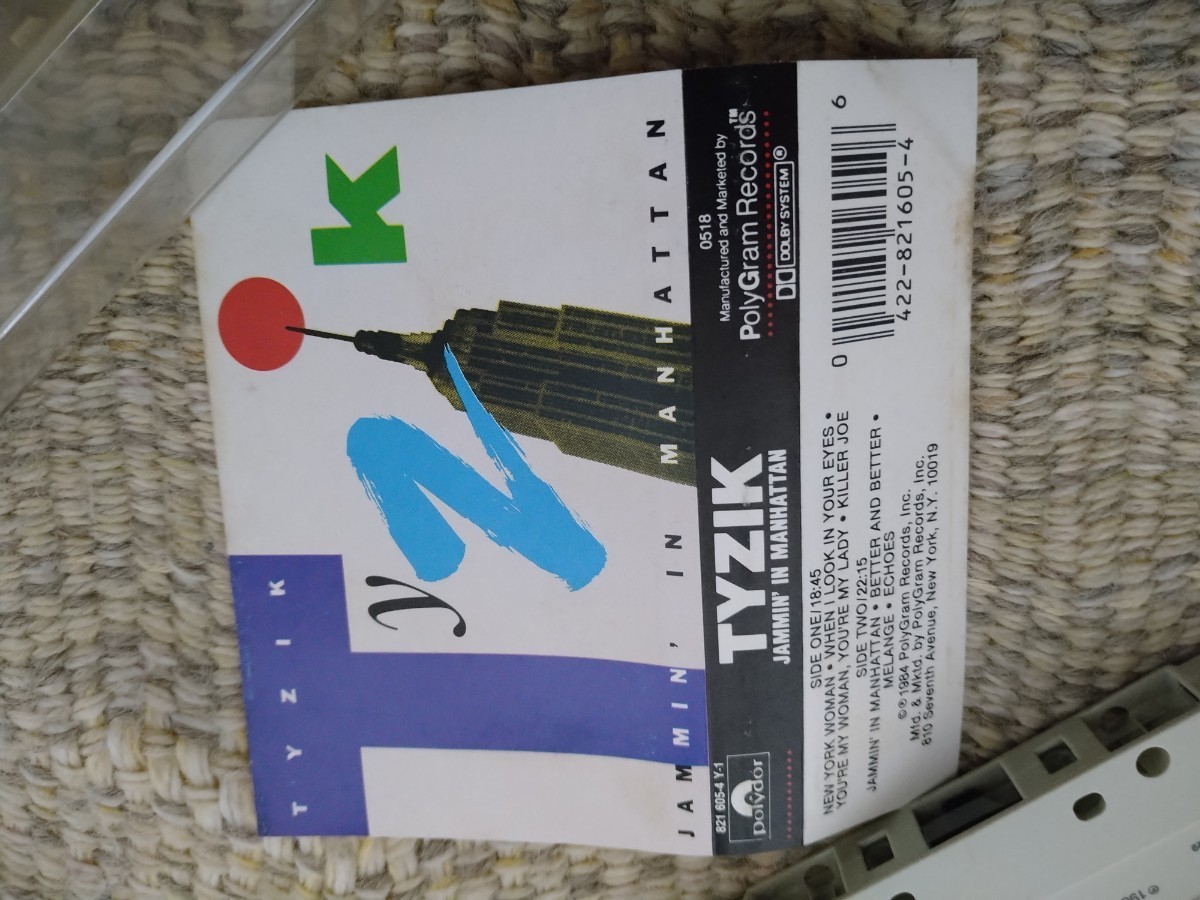 T Y Z I K
T y Z i K
JAMMIN' IN MANHATTAN
821 605-4 Y-1
polydor
TYZIK
JAMMIN' IN MANHATTAN
0518
Manufactured and Marketed by
PolyGram Records™
DOLBY SYSTEM®
SIDE ONE/18:45
NEW YORK WOMAN • WHEN I LOOK IN YOUR EYES •
YOU'RE MY WOMAN, YOU'RE MY LADY • KILLER JOE
SIDE TWO/22:15
JAMMIN' IN MANHATTAN • BETTER AND BETTER •
MELANGE • ECHOES
©℗ 1984 PolyGram Records, Inc.
Mfd. & Mktd. by PolyGram Records, Inc.
810 Seventh Avenue, New York, N.Y. 10019
0 6
422-821605-4